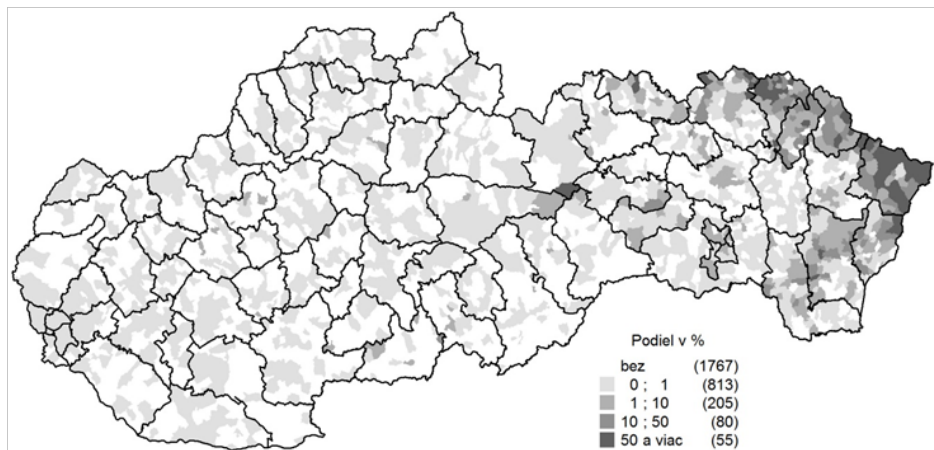 Podiel v %
bez (1767)
0 ; 1 (813)
1 ; 10 (205)
10 ; 50 (80)
50 a viac (55)